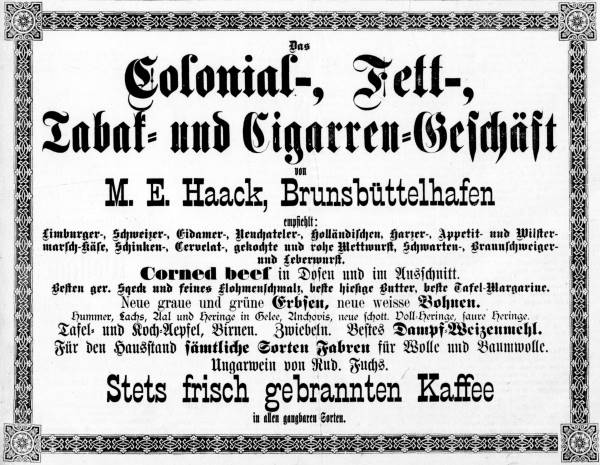 Das
Colonial-, Fett-,
Tabak- und Cigarren-Geschäft
von
M. E. Haack, Brunsbüttelhafen
empfiehlt:
Limburger-, Schweizer-, Eidamer-, Neuchateler-, Holländischen, Harzer-, Appetit- und Wilster-
marsch-Käse, Schinken-, Cervelat-, gekochte und rohe Mettwurst, Schwarten-, Braunschweiger-
und Leberwurst.
Corned beef in Dosen und im Ausschnitt.
Besten ger. Speck und feines Flohmenschmalz, beste hiesige Butter, beste Tafel-Margarine.
Neue graue und grüne Erbsen, neue weisse Bohnen.
Hummer, Lachs, Aal und Heringe in Gelee, Anchovis, neue schott. Voll-Heringe, saure Heringe.
Tafel- und Koch-Aepfel, Birnen. Zwiebeln. Bestes Dampf-Weizenmehl.
Für den Hausstand sämtliche Sorten Fabren für Wolle und Baumwolle.
Ungarwein von Rud. Fuchs.
Stets frisch gebrannten Kaffee
in allen gangbaren Sorten.